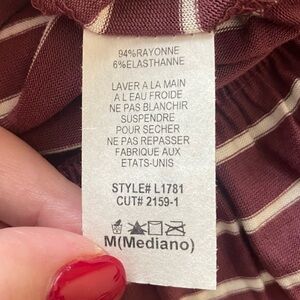 94%RAYONNE
6%ELASTHANNE
LAVER A LA MAIN
A L'EAU FROIDE
NE PAS BLANCHIR
SUSPENDRE
POUR SECHER
NE PAS REPASSER
FABRIQUE AUX
ETATS-UNIS
STYLE# L1781
CUT# 2159-1
M(Mediano)